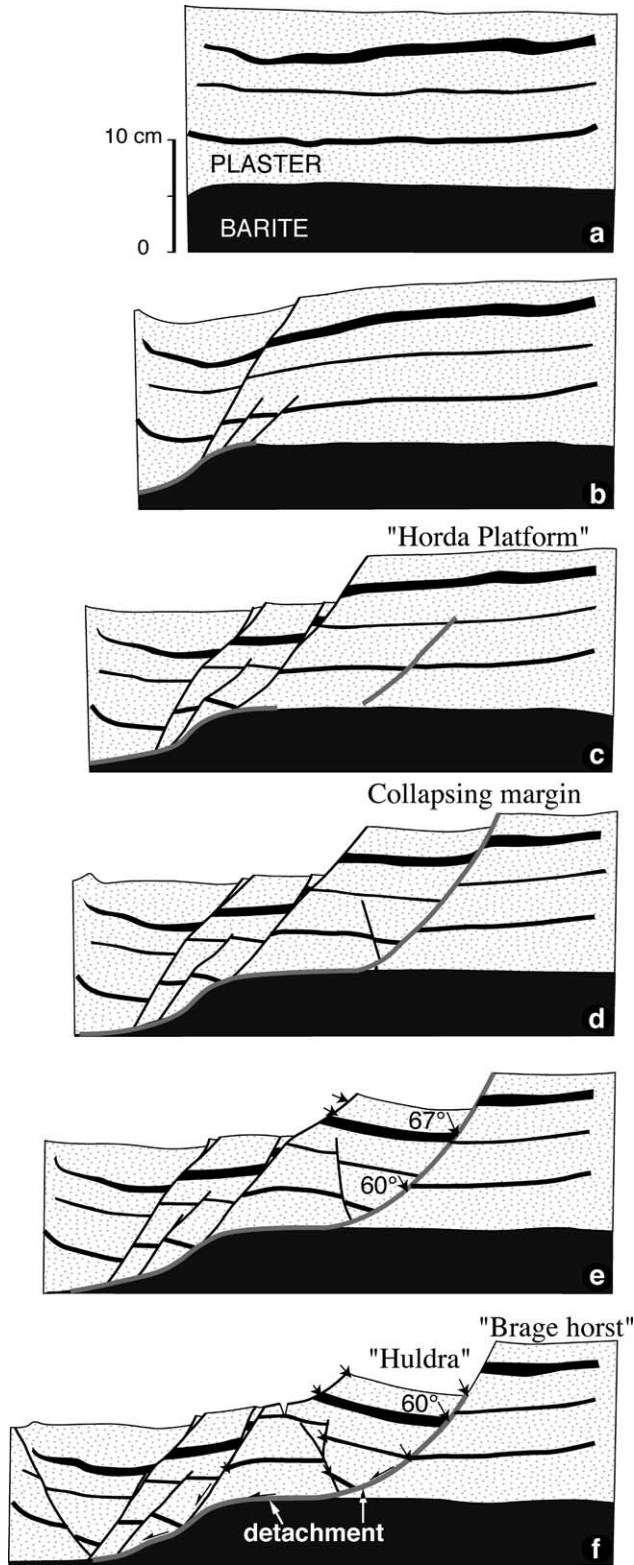 10 cm
PLASTER
0
BARITE
a
b
"Horda Platform"
c
Collapsing margin
d
67°
60°
e
"Brage horst"
"Huldra"
60°
detachment
f